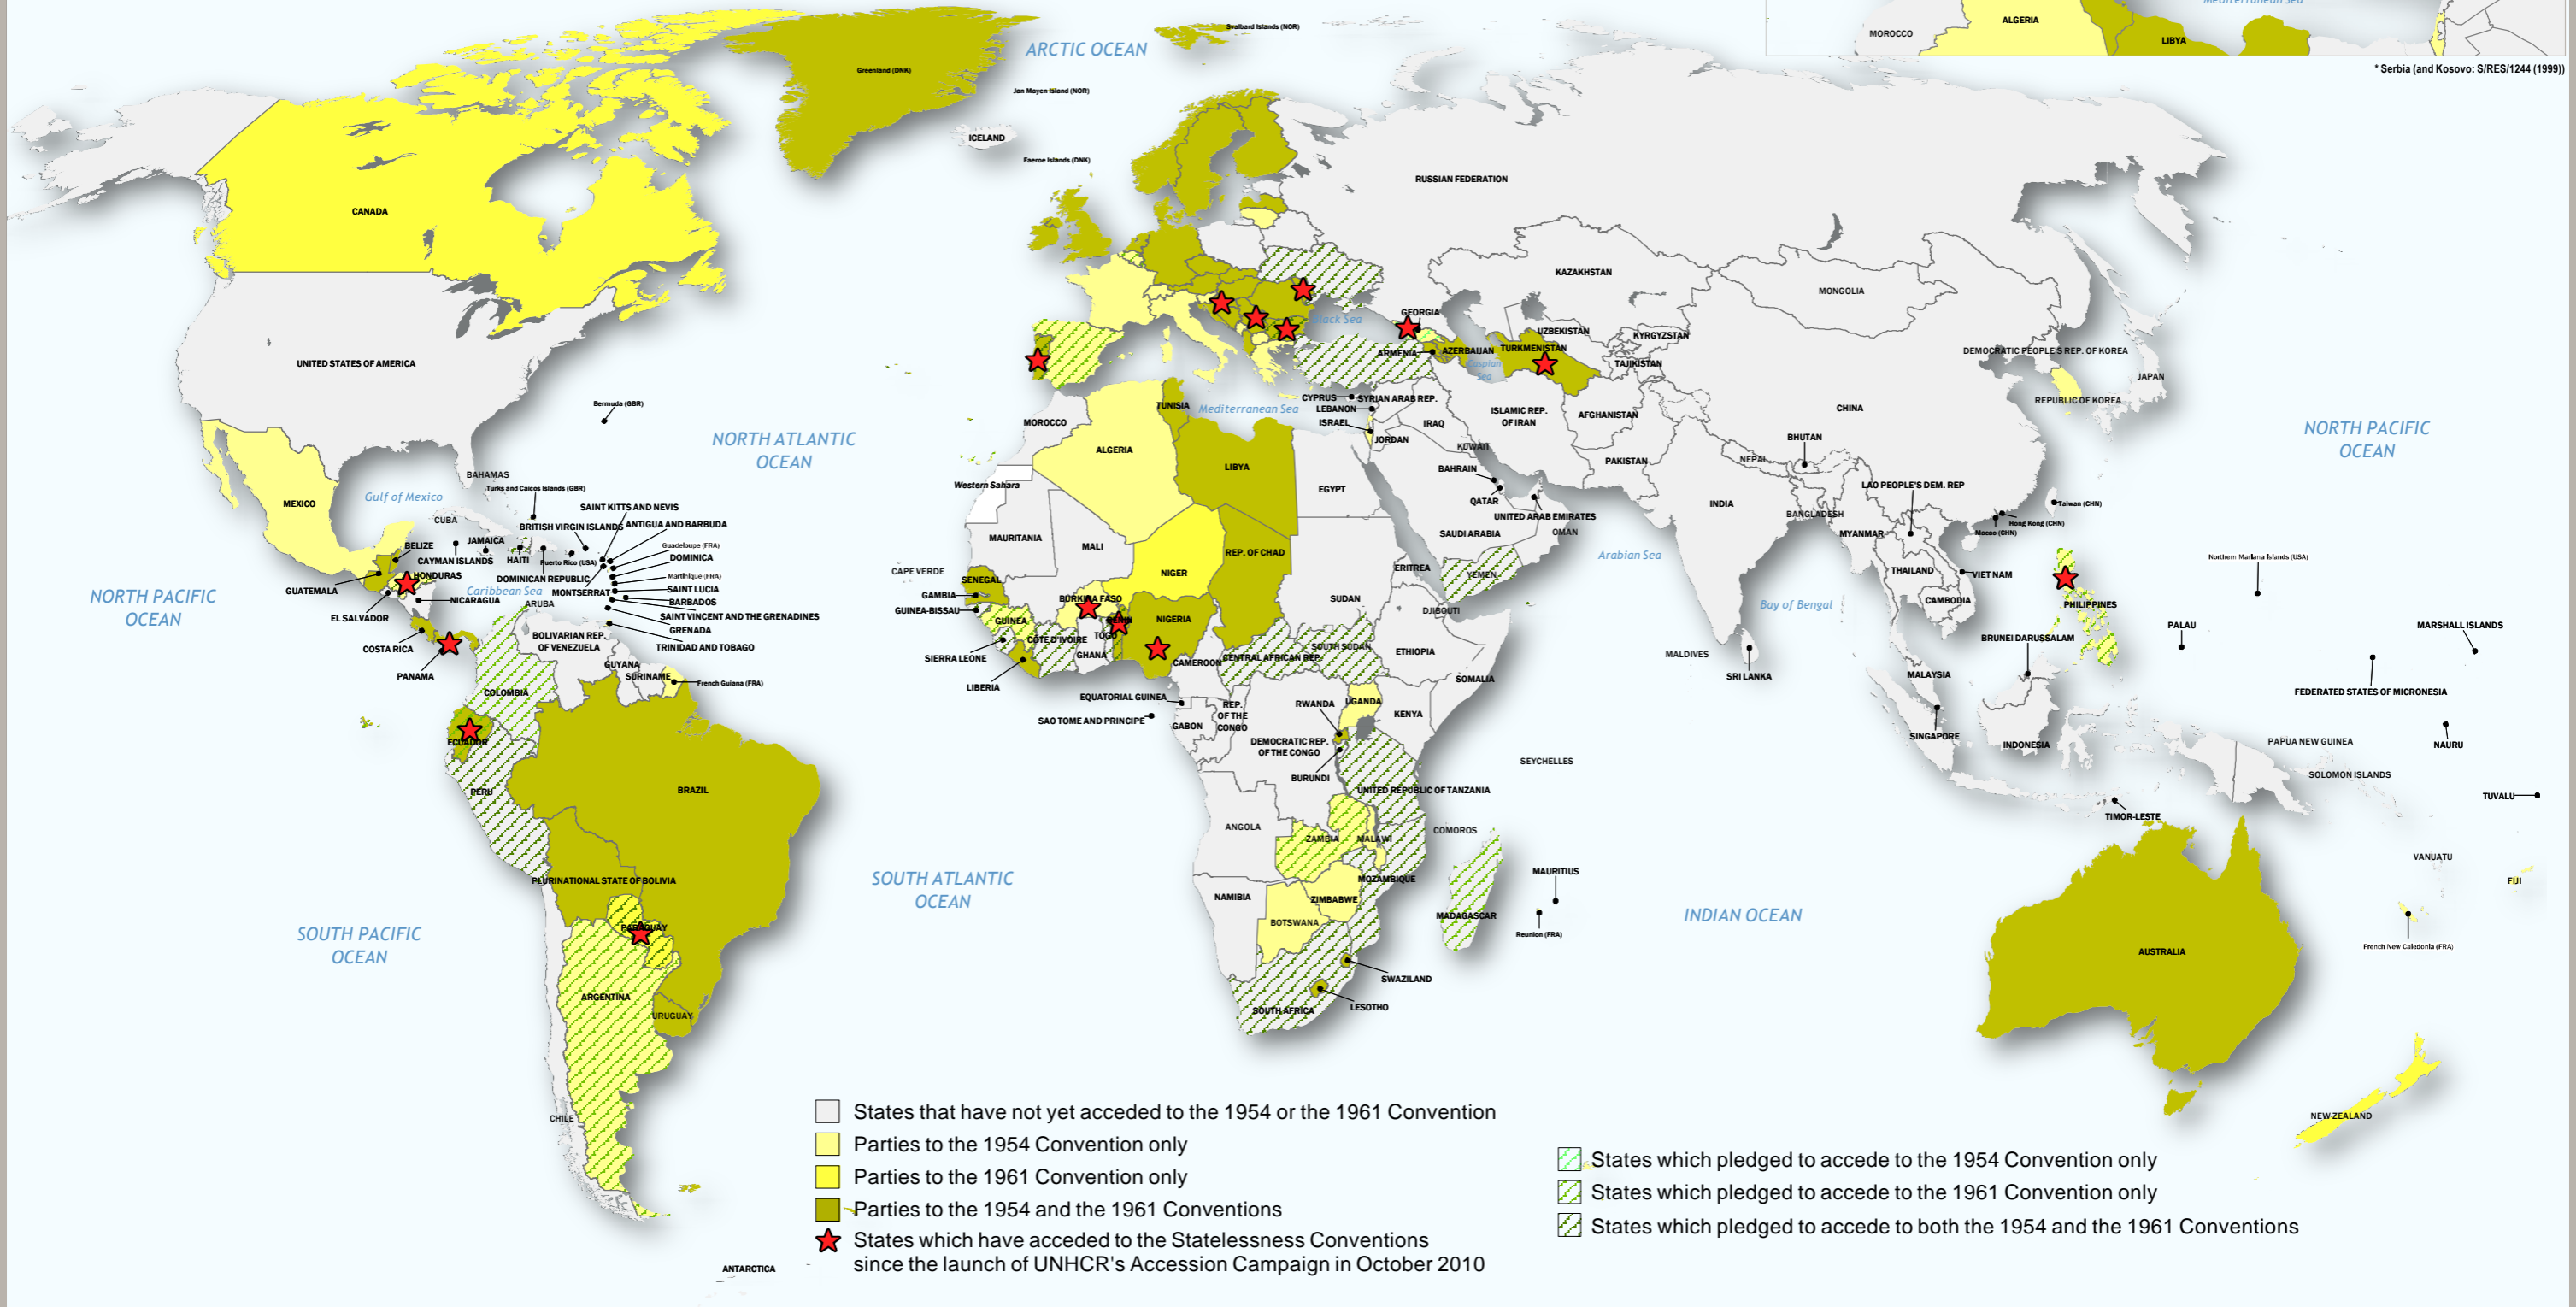 Mediterranean Sea
ALGERIA
MOROCCO
LIBYA
* Serbia (and Kosovo: S/RES/1244 (1999))
Svalbard Islands (NOR)
ARCTIC OCEAN
Greenland (DNK)
Jan Mayen Island (NOR)
ICELAND
Faeroe Islands (DNK)
RUSSIAN FEDERATION
CANADA
KAZAKHSTAN
MONGOLIA
GEORGIA
Black Sea
UZBEKISTAN
KYRGYZSTAN
TURKMENISTAN
AZERBAIJAN
ARMENIA
Caspian
Sea
TAJIKISTAN
DEMOCRATIC PEOPLE'S REP. OF KOREA
JAPAN
REPUBLIC OF KOREA
UNITED STATES OF AMERICA
CYPRUS
SYRIAN ARAB REP.
LEBANON
ISRAEL
JORDAN
IRAQ
ISLAMIC REP.
OF IRAN
AFGHANISTAN
CHINA
Bermuda (GBR)
TUNISIA
Mediterranean Sea
MOROCCO
ALGERIA
LIBYA
EGYPT
KUWAIT
BAHRAIN
QATAR
PAKISTAN
NEPAL
BHUTAN
NORTH ATLANTIC
OCEAN
NORTH PACIFIC
OCEAN
BAHAMAS
Gulf of Mexico
MEXICO
Turks and Caicos Islands (GBR)
Western Sahara
UNITED ARAB EMIRATES
SAUDI ARABIA
OMAN
INDIA
BANGLADESH
LAO PEOPLE'S DEM. REP
MYANMAR
Taiwan (CHN)
Hong Kong (CHN)
Macao (CHN)
SAINT KITTS AND NEVIS
CUBA
BRITISH VIRGIN ISLANDS
ANTIGUA AND BARBUDA
JAMAICA
BELIZE
CAYMAN ISLANDS
HAITI
Puerto Rico (USA)
Guadeloupe (FRA)
DOMINICA
DOMINICAN REPUBLIC
Martinique (FRA)
HONDURAS
GUATEMALA
MONTSERRAT
SAINT LUCIA
Caribbean Sea
NICARAGUA
ARUBA
BARBADOS
EL SALVADOR
SAINT VINCENT AND THE GRENADINES
GRENADA
TRINIDAD AND TOBAGO
COSTA RICA
PANAMA
BOLIVARIAN REP.
OF VENEZUELA
GUYANA
SURINAME
French Guiana (FRA)
COLOMBIA
MAURITANIA
MALI
NIGER
REP. OF CHAD
SUDAN
ERITREA
YEMEN
DJIBOUTI
Arabian Sea
Bay of Bengal
THAILAND
VIET NAM
CAMBODIA
Northern Mariana Islands (USA)
PHILIPPINES
CAPE VERDE
SENEGAL
GAMBIA
GUINEA-BISSAU
GUINEA
BURKINA FASO
BENIN
NIGERIA
TOGO
CÔTE D'IVOIRE
GHANA
SIERRA LEONE
LIBERIA
CAMEROON
CENTRAL AFRICAN REP.
SOUTH SUDAN
ETHIOPIA
SOMALIA
MALDIVES
SRI LANKA
BRUNEI DARUSSALAM
MALAYSIA
PALAU
MARSHALL ISLANDS
FEDERATED STATES OF MICRONESIA
NORTH PACIFIC
OCEAN
EQUATORIAL GUINEA
SAO TOME AND PRINCIPE
GABON
REP.
OF THE
CONGO
RWANDA
UGANDA
KENYA
DEMOCRATIC REP.
OF THE CONGO
BURUNDI
SEYCHELLES
UNITED REPUBLIC OF TANZANIA
SINGAPORE
INDONESIA
PAPUA NEW GUINEA
NAURU
SOLOMON ISLANDS
TUVALU
TIMOR-LESTE
ECUADOR
PERU
BRAZIL
PLURINATIONAL STATE OF BOLIVIA
PARAGUAY
ANGOLA
ZAMBIA
MALAWI
COMOROS
MOZAMBIQUE
NAMIBIA
ZIMBABWE
BOTSWANA
MADAGASCAR
MAURITIUS
Reunion (FRA)
SWAZILAND
LESOTHO
SOUTH AFRICA
VANUATU
FIJI
French New Caledonia (FRA)
SOUTH ATLANTIC
OCEAN
INDIAN OCEAN
SOUTH PACIFIC
OCEAN
AUSTRALIA
ARGENTINA
URUGUAY
CHILE
NEW ZEALAND
States that have not yet acceded to the 1954 or the 1961 Convention
Parties to the 1954 Convention only
Parties to the 1961 Convention only
Parties to the 1954 and the 1961 Conventions
States which have acceded to the Statelessness Conventions
since the launch of UNHCR's Accession Campaign in October 2010
States which pledged to accede to the 1954 Convention only
States which pledged to accede to the 1961 Convention only
States which pledged to accede to both the 1954 and the 1961 Conventions
ANTARCTICA